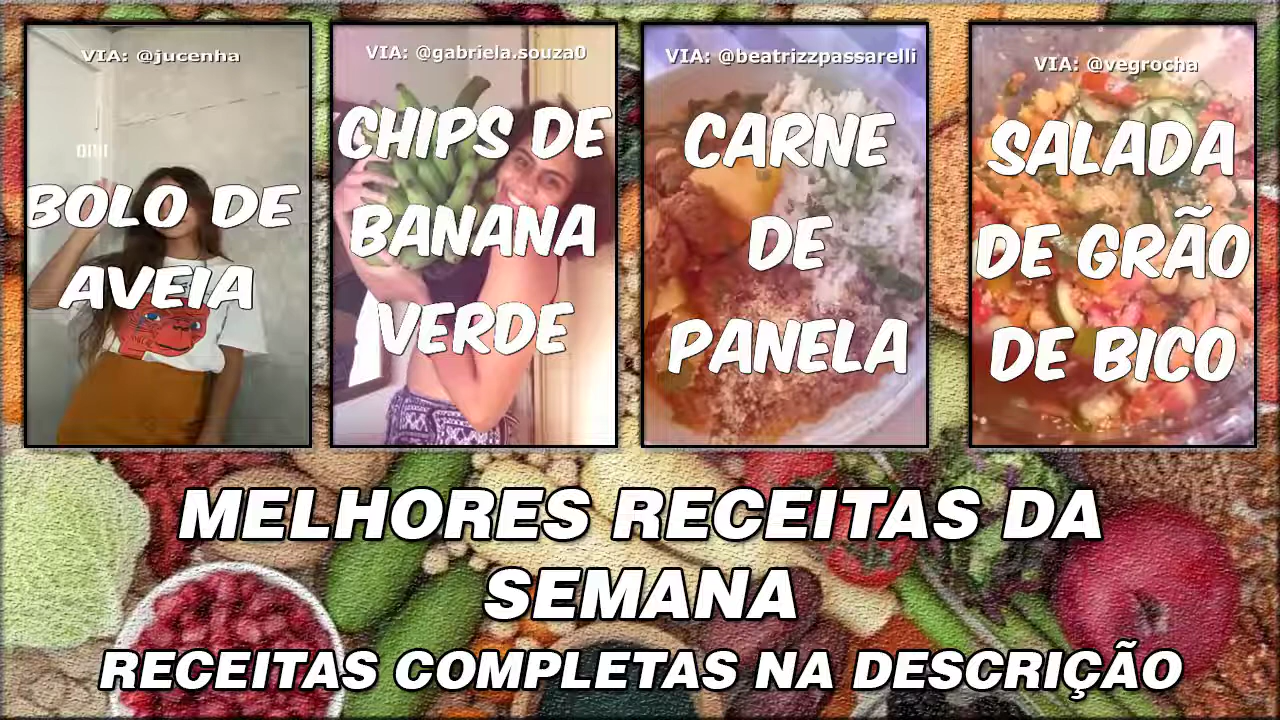 VIA: @jucenha
BOLO DE
AVEIA
VIA: @gabriela.souza0
CHIPS DE
BANANA
VERDE
VIA: @beatrizzpassarelli
CARNE
DE
PANELA
VIA: @vegrocha
SALADA
DE GRÃO
DE BICO
MELHORES RECEITAS DA
SEMANA
RECEITAS COMPLETAS NA DESCRIÇÃO